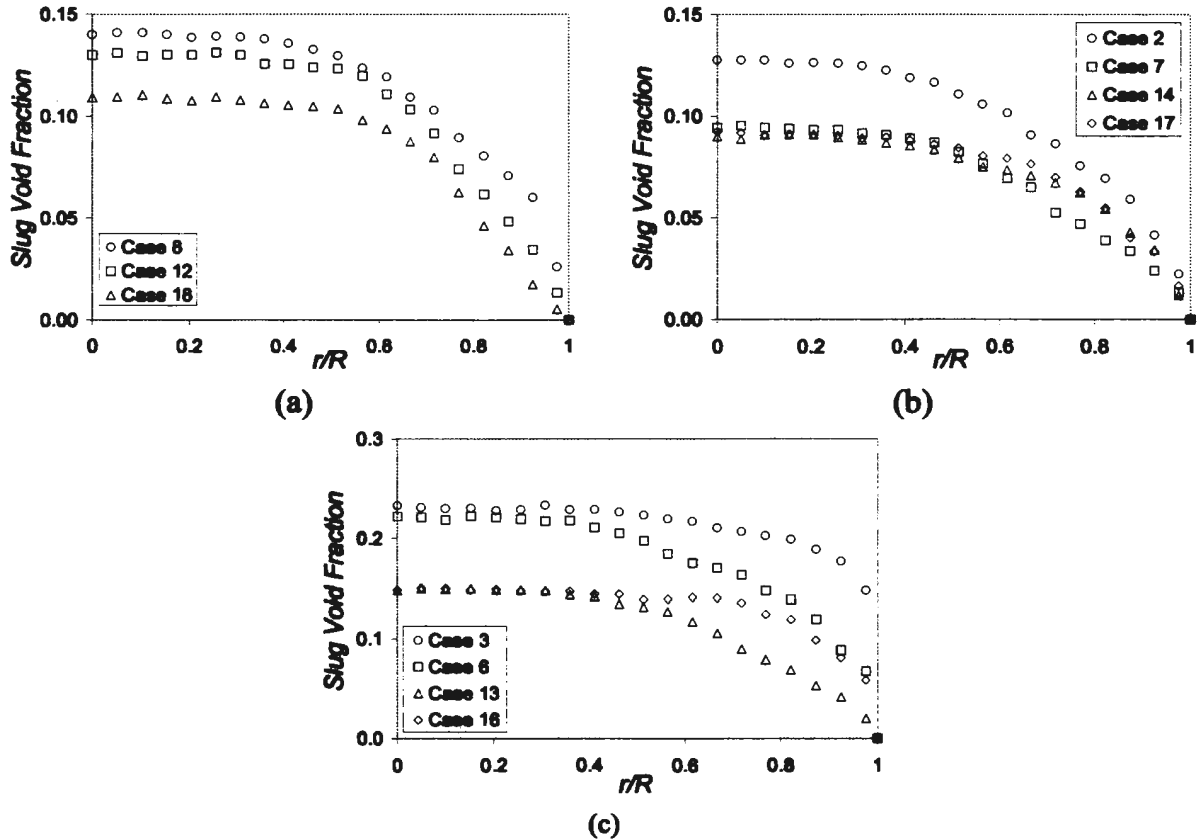 0.15
0.10
0.05
0.00
Slug Void Fraction
Case 8
Case 12
Case 18
0
0.2
0.4
0.6
0.8
1
r/R
(a)
0.15
0.10
0.05
0.00
Slug Void Fraction
Case 2
Case 7
Case 14
Case 17
0
0.2
0.4
0.6
0.8
1
r/R
(b)
0.3
0.2
0.1
0.0
Slug Void Fraction
Case 3
Case 6
Case 13
Case 16
0
0.2
0.4
0.6
0.8
1
r/R
(c)